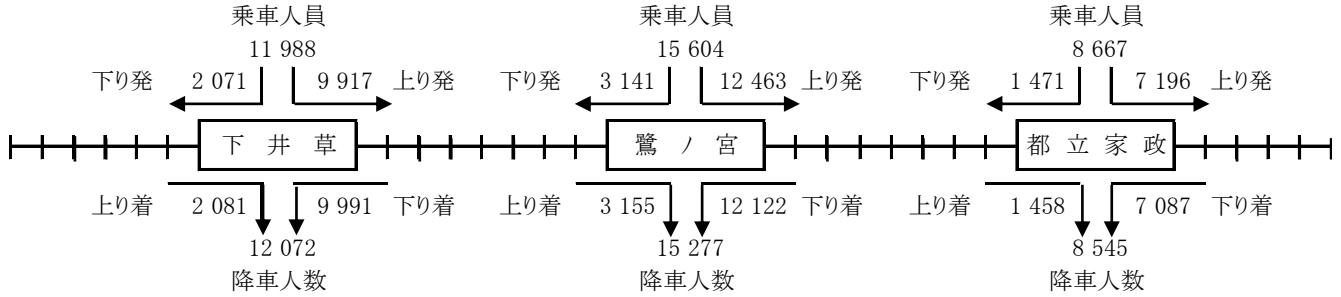 乗車人員 乗車人員 乗車人員
11 988 15 604 8 667
下り発 2 071 9 917 上り発 下り発 3 141 12 463 上り発 下り発 1 471 7 196 上り発
下井草 鷺ノ宮 都立家政
上り着 2 081 9 991 下り着 上り着 3 155 12 122 下り着 上り着 1 458 7 087 下り着
12 072 15 277 8 545
降車人数 降車人数 降車人数